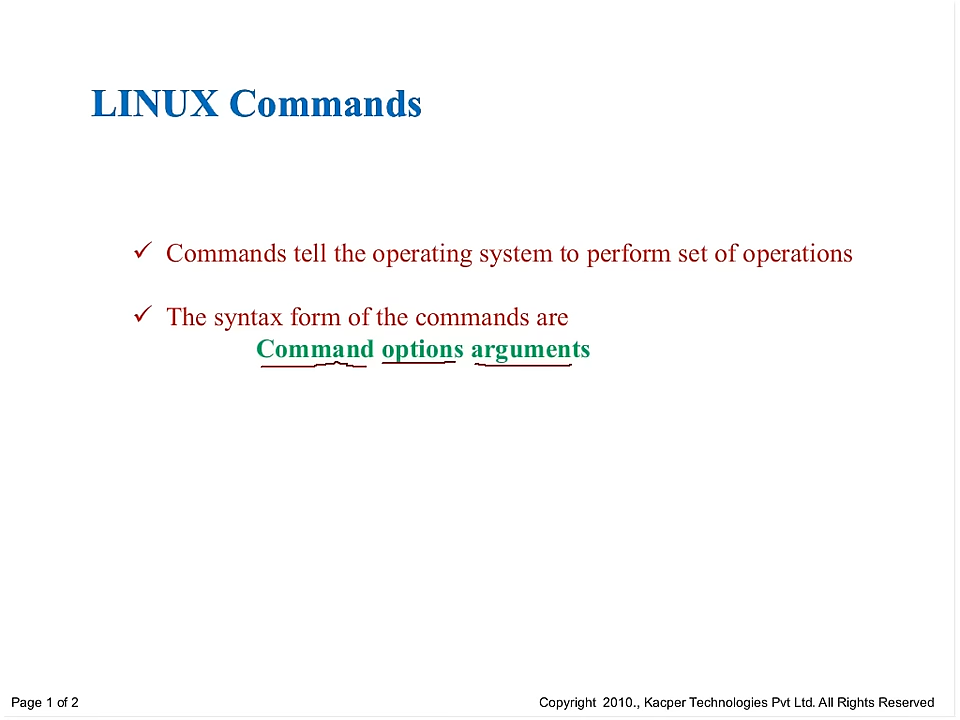 LINUX Commands
✓ Commands tell the operating system to perform set of operations
✓ The syntax form of the commands are
Command options arguments
Page 1 of 2
Copyright 2010., Kacper Technologies Pvt Ltd. All Rights Reserved